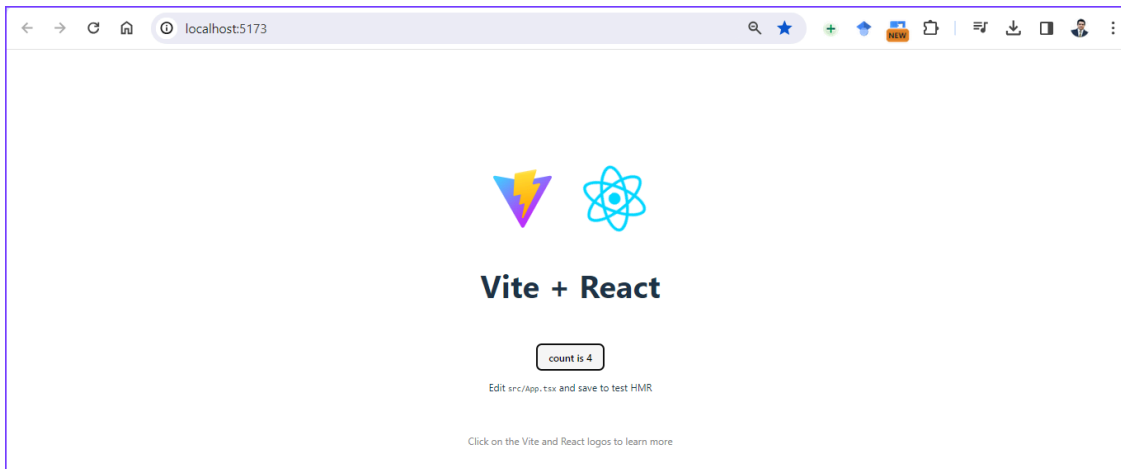 localhost:5173
NEW
Vite + React
count is 4
Edit src/App.tsx and save to test HMR
Click on the Vite and React logos to learn more